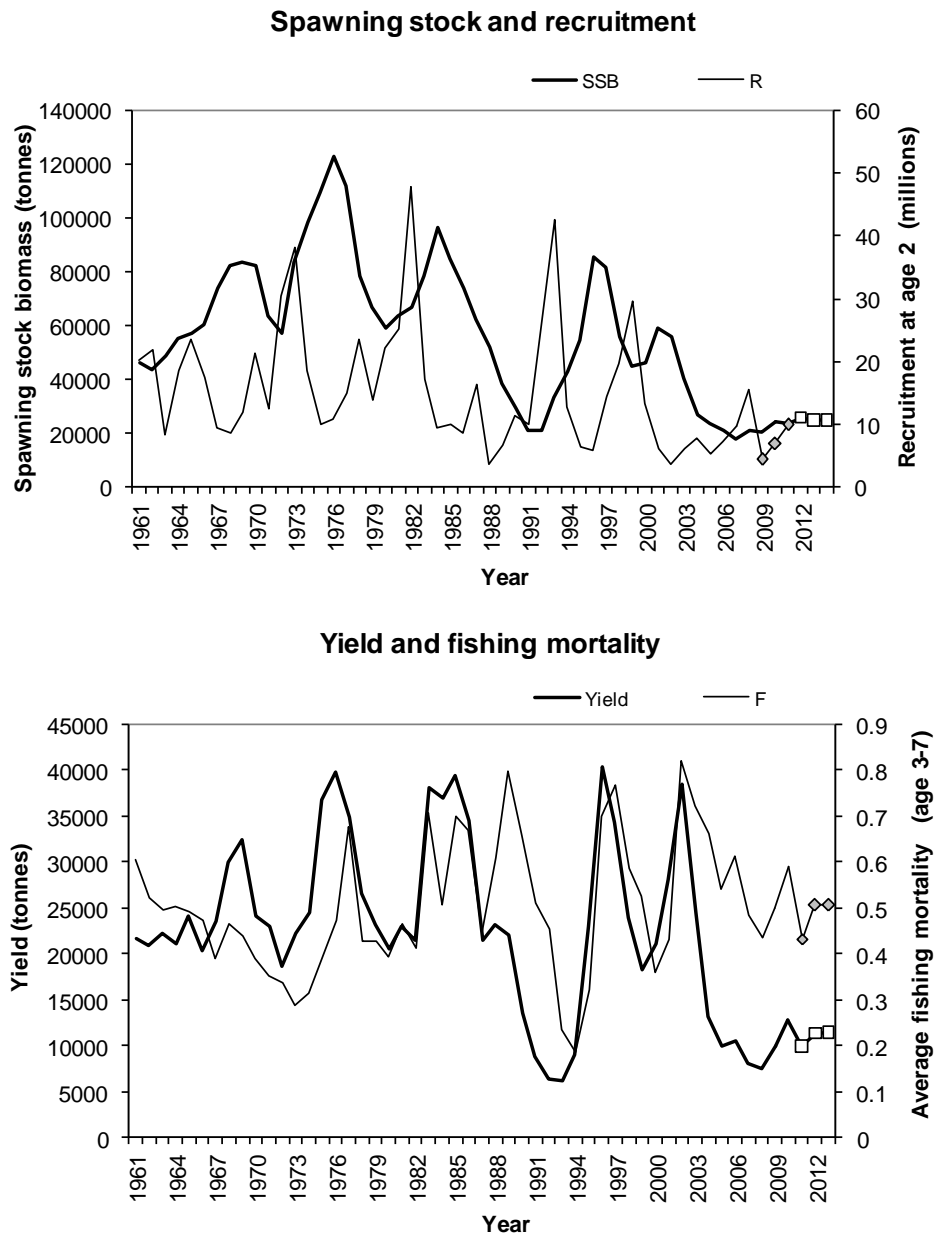 Spawning stock and recruitment
SSB R
Spawning stock biomass (tonnes)
140000
120000
100000
80000
60000
40000
20000
0
60
50
40
30
20
10
0
Recruitment at age 2 (millions)
1961 1964 1967 1970 1973 1976 1979 1982 1985 1988 1991 1994 1997 2000 2003 2006 2009 2012
Year
Yield and fishing mortality
Yield F
Yield (tonnes)
45000
40000
35000
30000
25000
20000
15000
10000
5000
0
0.9
0.8
0.7
0.6
0.5
0.4
0.3
0.2
0.1
0
Average fishing mortality (age 3-7)
1961 1964 1967 1970 1973 1976 1979 1982 1985 1988 1991 1994 1997 2000 2003 2006 2009 2012
Year